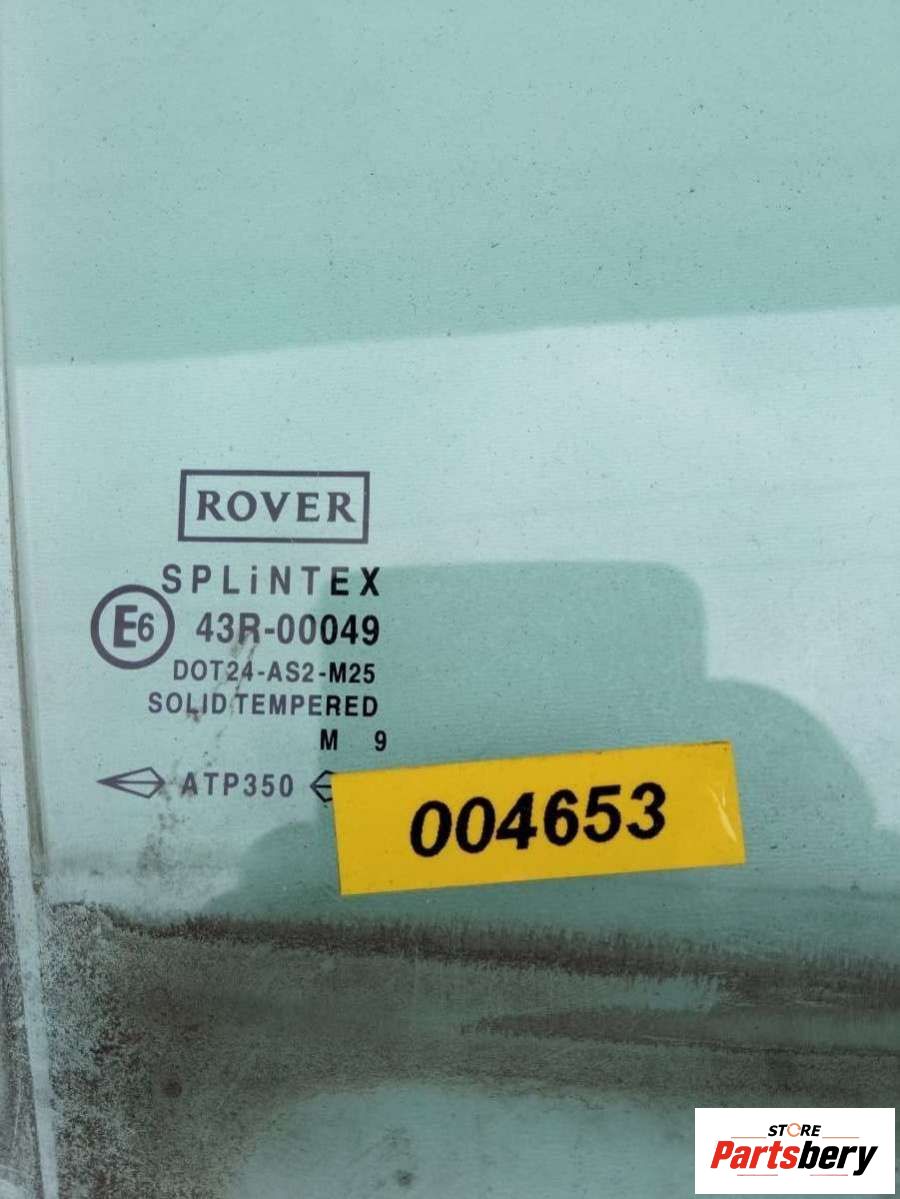 ROVER
SPLiNTEX
E6 43R-00049
DOT24-AS2-M25
SOLID TEMPERED
M 9
ATP350
004653
STORE
Partsbery